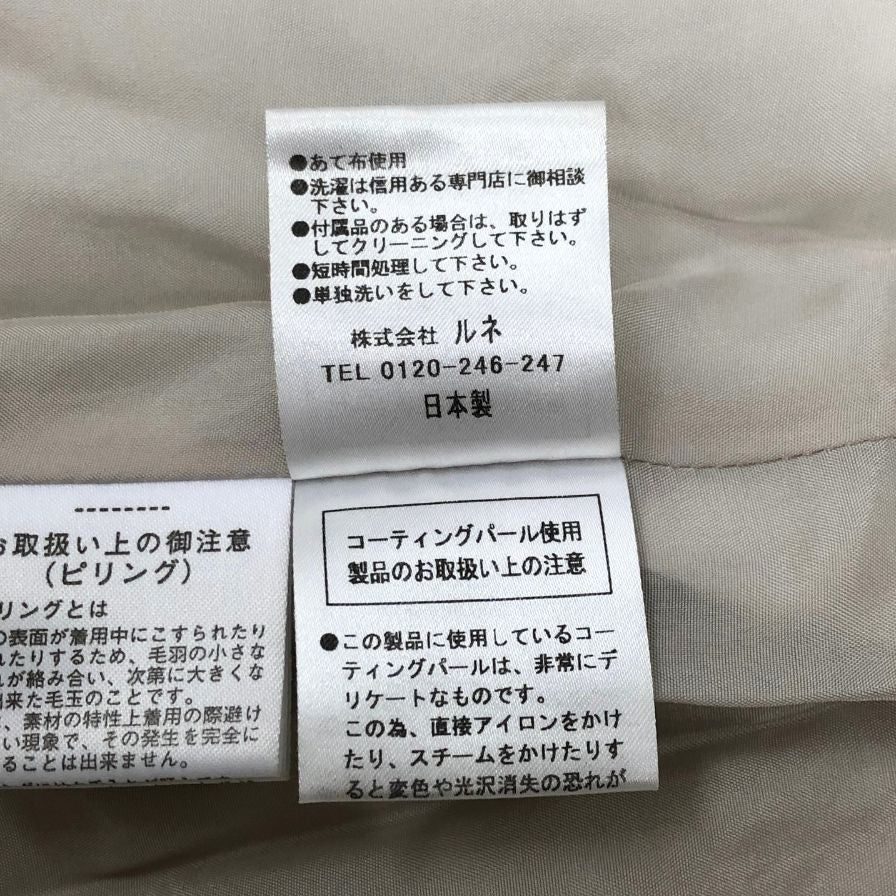 ●あて布使用
●洗濯は信用ある専門店に御相談
下さい。
●付属品のある場合は、取りはず
してクリーニングして下さい。
●短時間処理して下さい。
●単独洗いをして下さい。
株式会社 ルネ
TEL 0120-246-247
日本製
--------
お取扱い上の御注意
(ピリング)
リングとは
の表面が着用中にこすられたり
れたりするため、毛羽の小さな
れが絡み合い、次第に大きくな
出来た毛玉のことです。
、素材の特性上着用の際避け
い現象で、その発生を完全に
ることは出来ません。
コーティングパール使用
製品のお取扱い上の注意
●この製品に使用しているコー
ティングパールは、非常にデ
リケートなものです。
この為、直接アイロンをかけ
たり、スチームをかけたりす
ると変色や光沢消失の恐れが